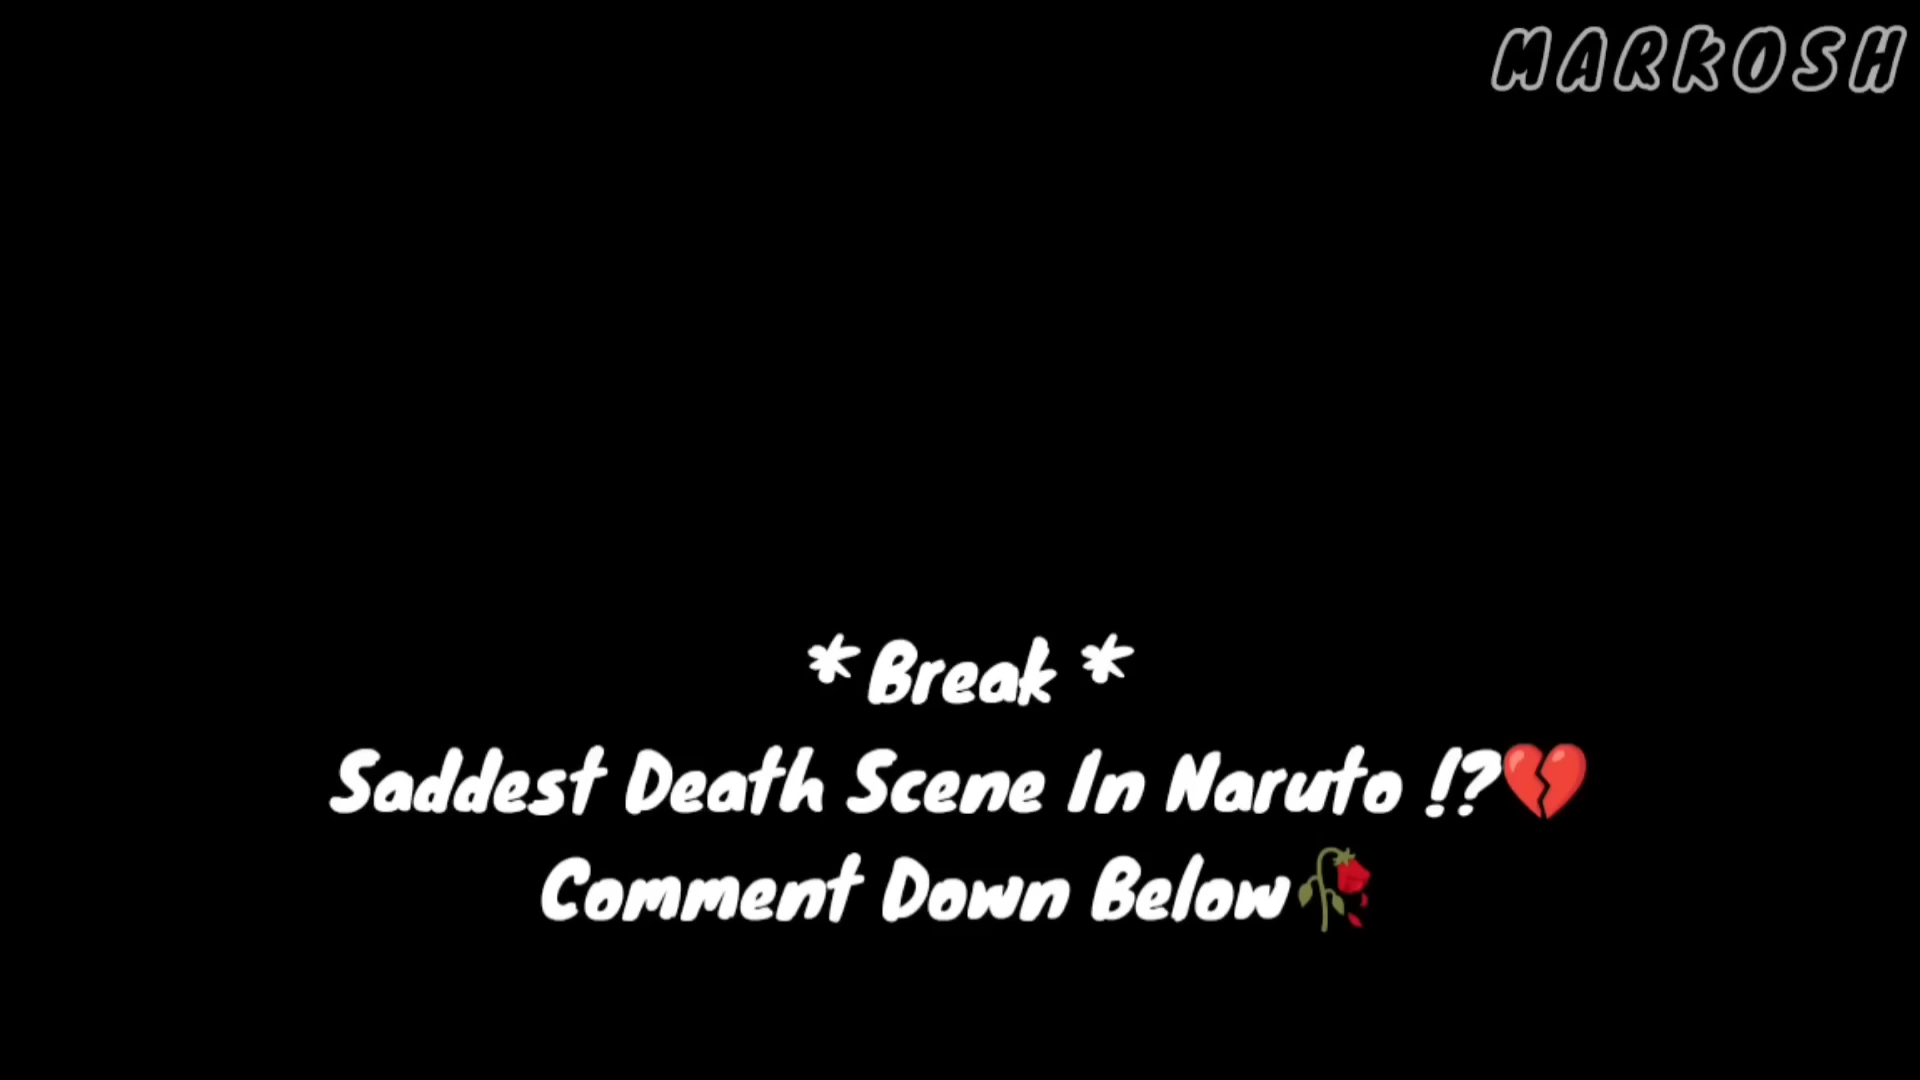 MARKOSH
*Break *
Saddest Death Scene In Naruto !?💔
Comment Down Below🥀